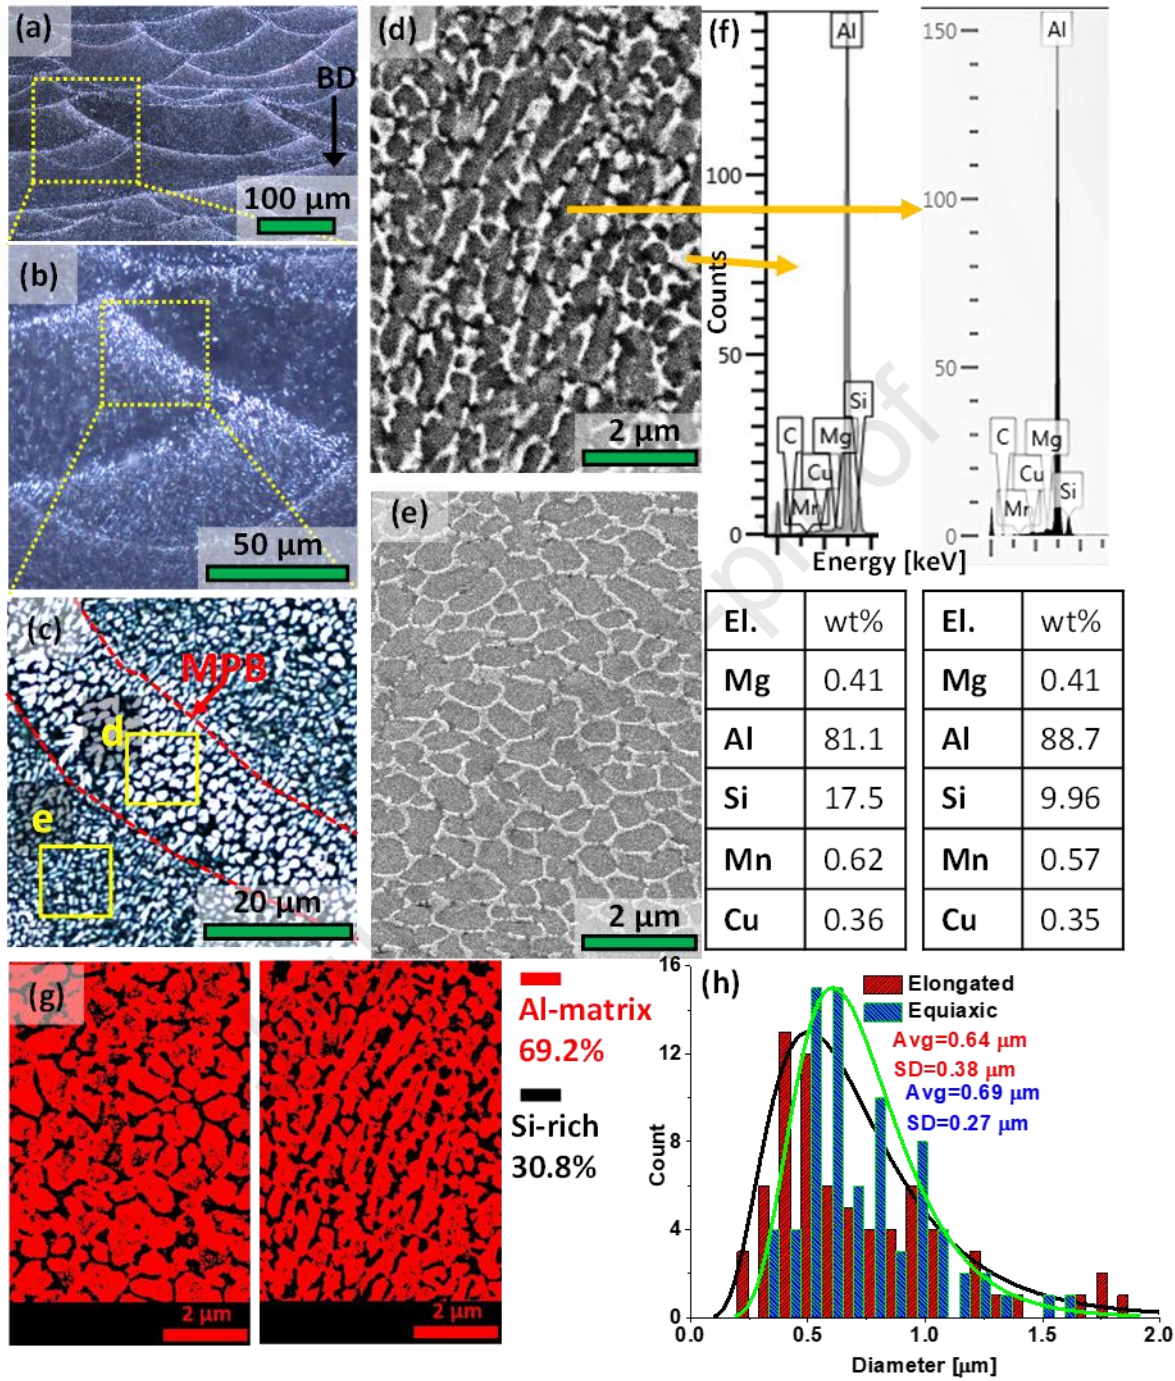 (a)
BD
100 μm
(b)
50 μm
(c)
MPB
d
e
20 μm
(d)
2 μm
(e)
2 μm
(f)
Al
100
50
0
Counts
C
Mg
Si
Cu
Mn
Al
150
100
50
0
C
Mg
Cu
Si
Mn
Energy [keV]
El. wt%
Mg 0.41
Al 81.1
Si 17.5
Mn 0.62
Cu 0.36
El. wt%
Mg 0.41
Al 88.7
Si 9.96
Mn 0.57
Cu 0.35
(g)
2 μm
2 μm
Al-matrix
69.2%
Si-rich
30.8%
(h)
Elongated
Equiaxic
Avg=0.64 μm
SD=0.38 μm
Avg=0.69 μm
SD=0.27 μm
16
12
8
4
0
Count
0.0 0.5 1.0 1.5 2.0
Diameter [μm]